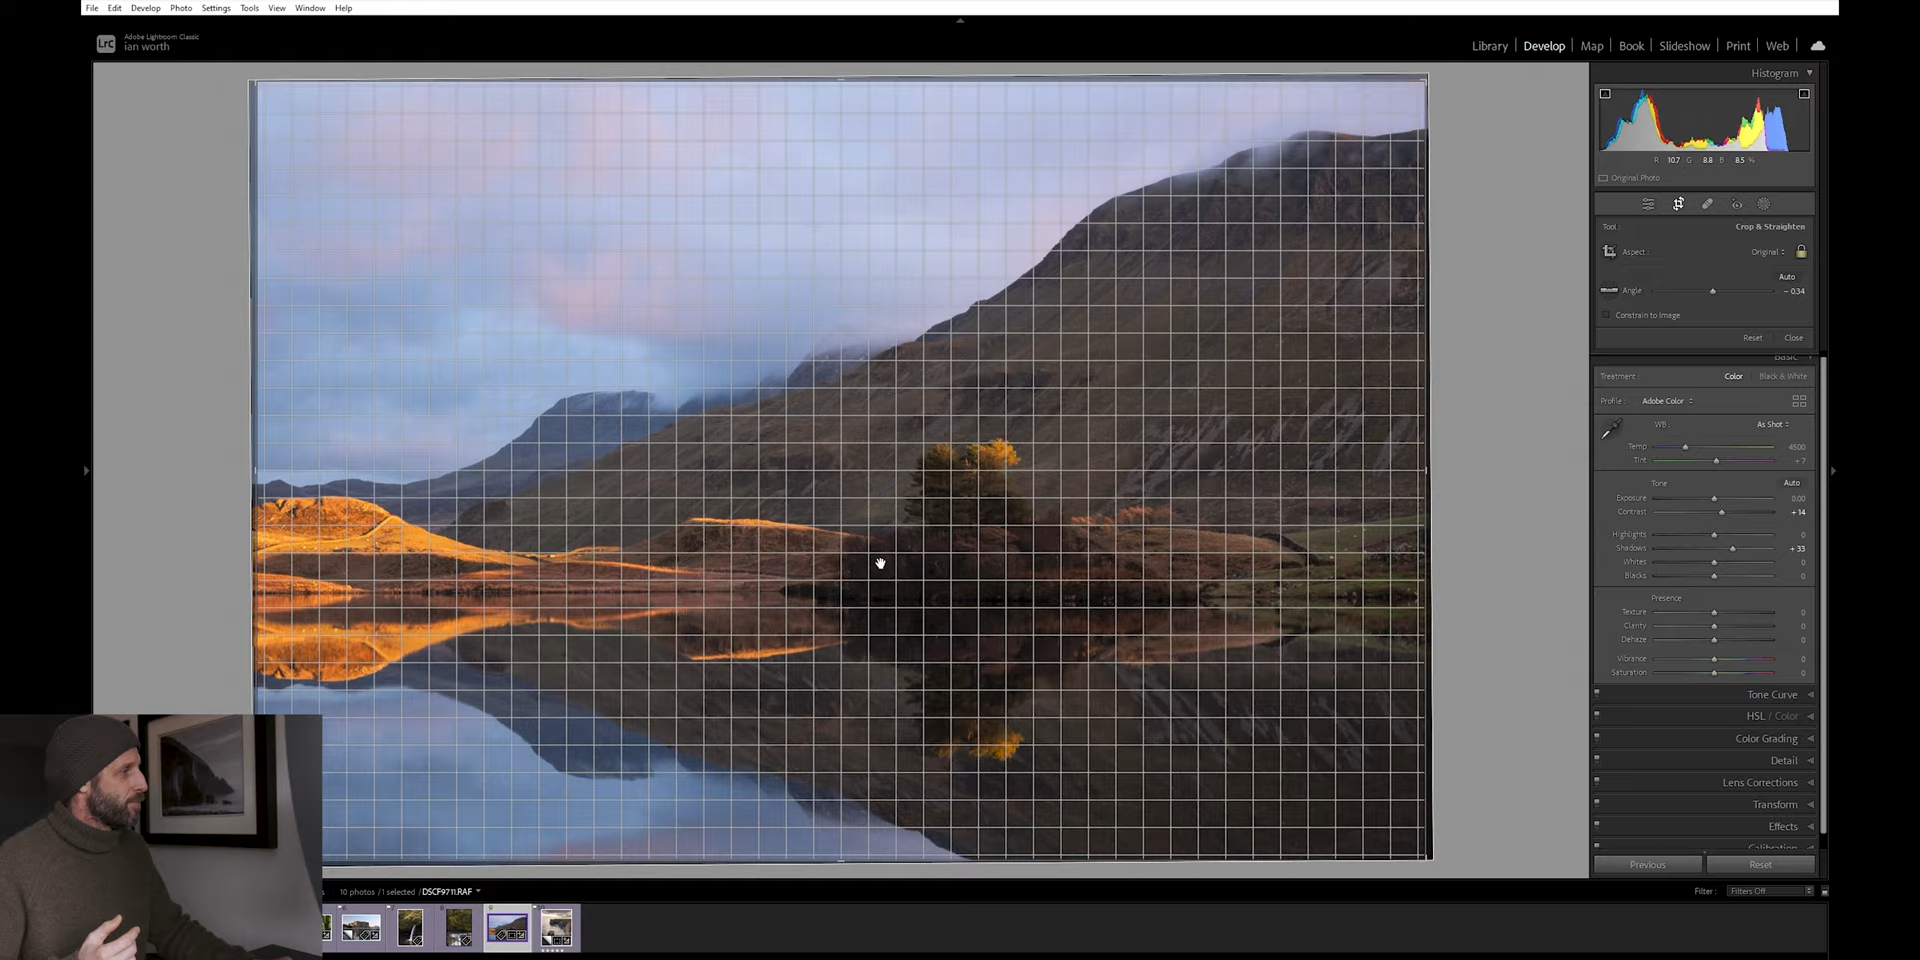 File Edit Develop Photo Settings Tools View Window Help
LrC
Adobe Lightroom Classic
ian worth
Library Develop Map Book Slideshow Print Web
Histogram
R 10.7 G 8.8 B 8.5 %
Original Photo
Tool : Crop & Straighten
Aspect : Original
Auto
Angle - 0.34
Constrain to Image
Reset Close
Basic
Treatment : Color Black & White
Profile : Adobe Color
WB : As Shot
Temp 4500
Tint + 7
Tone Auto
Exposure 0.00
Contrast + 14
Highlights 0
Shadows + 33
Whites 0
Blacks 0
Presence
Texture 0
Clarity 0
Dehaze 0
Vibrance 0
Saturation 0
Tone Curve
HSL / Color
Color Grading
Detail
Lens Corrections
Transform
Effects
Calibration
Previous Reset
10 photos / 1 selected / DSCF9711.RAF
Filter : Filters Off